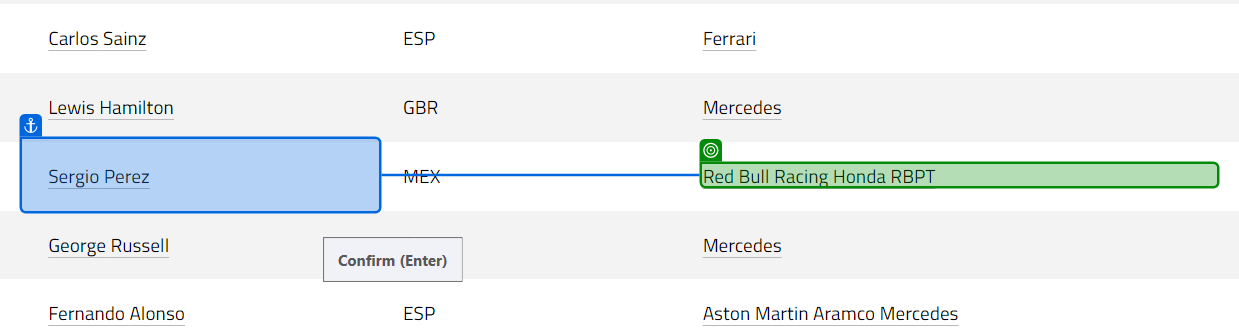 Carlos Sainz ESP Ferrari
Lewis Hamilton GBR Mercedes
Sergio Perez MEX Red Bull Racing Honda RBPT
George Russell Mercedes
Confirm (Enter)
Fernando Alonso ESP Aston Martin Aramco Mercedes